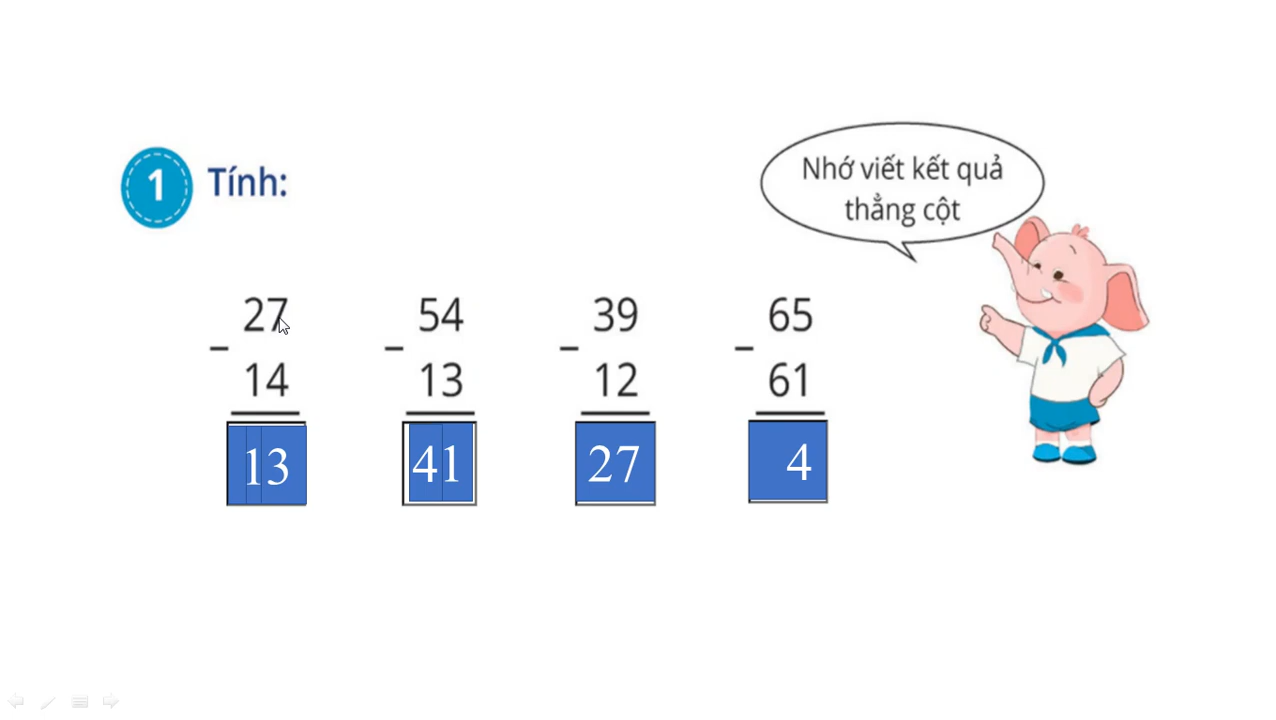 1 Tính:
Nhớ viết kết quả
thẳng cột
27 54 39 65
– – – –
14 13 12 61
13 41 27 4